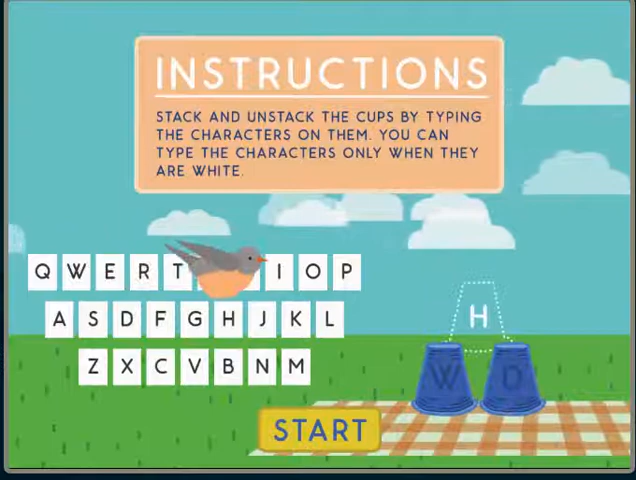 INSTRUCTIONS
STACK AND UNSTACK THE CUPS BY TYPING
THE CHARACTERS ON THEM. YOU CAN
TYPE THE CHARACTERS ONLY WHEN THEY
ARE WHITE.
Q W E R T I O P
A S D F G H J K L
Z X C V B N M
H
W D
START